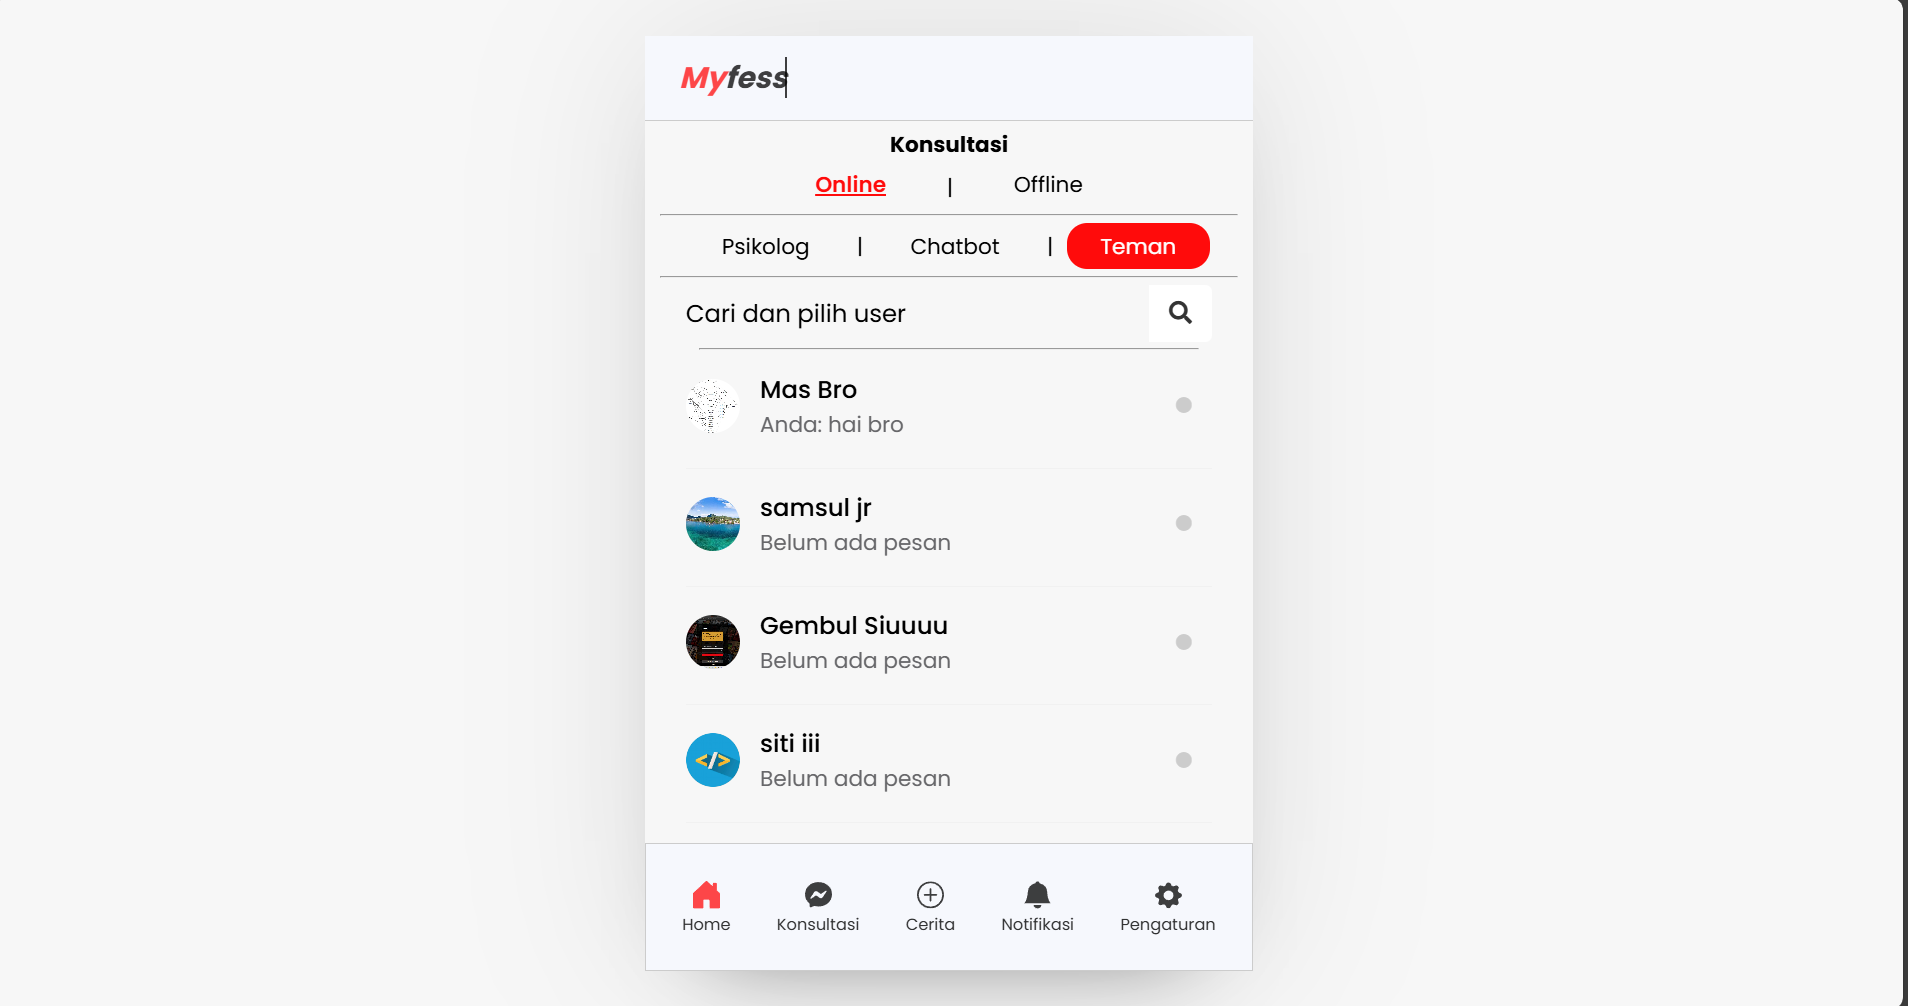 Myfess
Konsultasi
Online | Offline
Psikolog | Chatbot | Teman
Cari dan pilih user
Mas Bro
Anda: hai bro
samsul jr
Belum ada pesan
Gembul Siuuuu
Belum ada pesan
siti iii
Belum ada pesan
Home Konsultasi Cerita Notifikasi Pengaturan